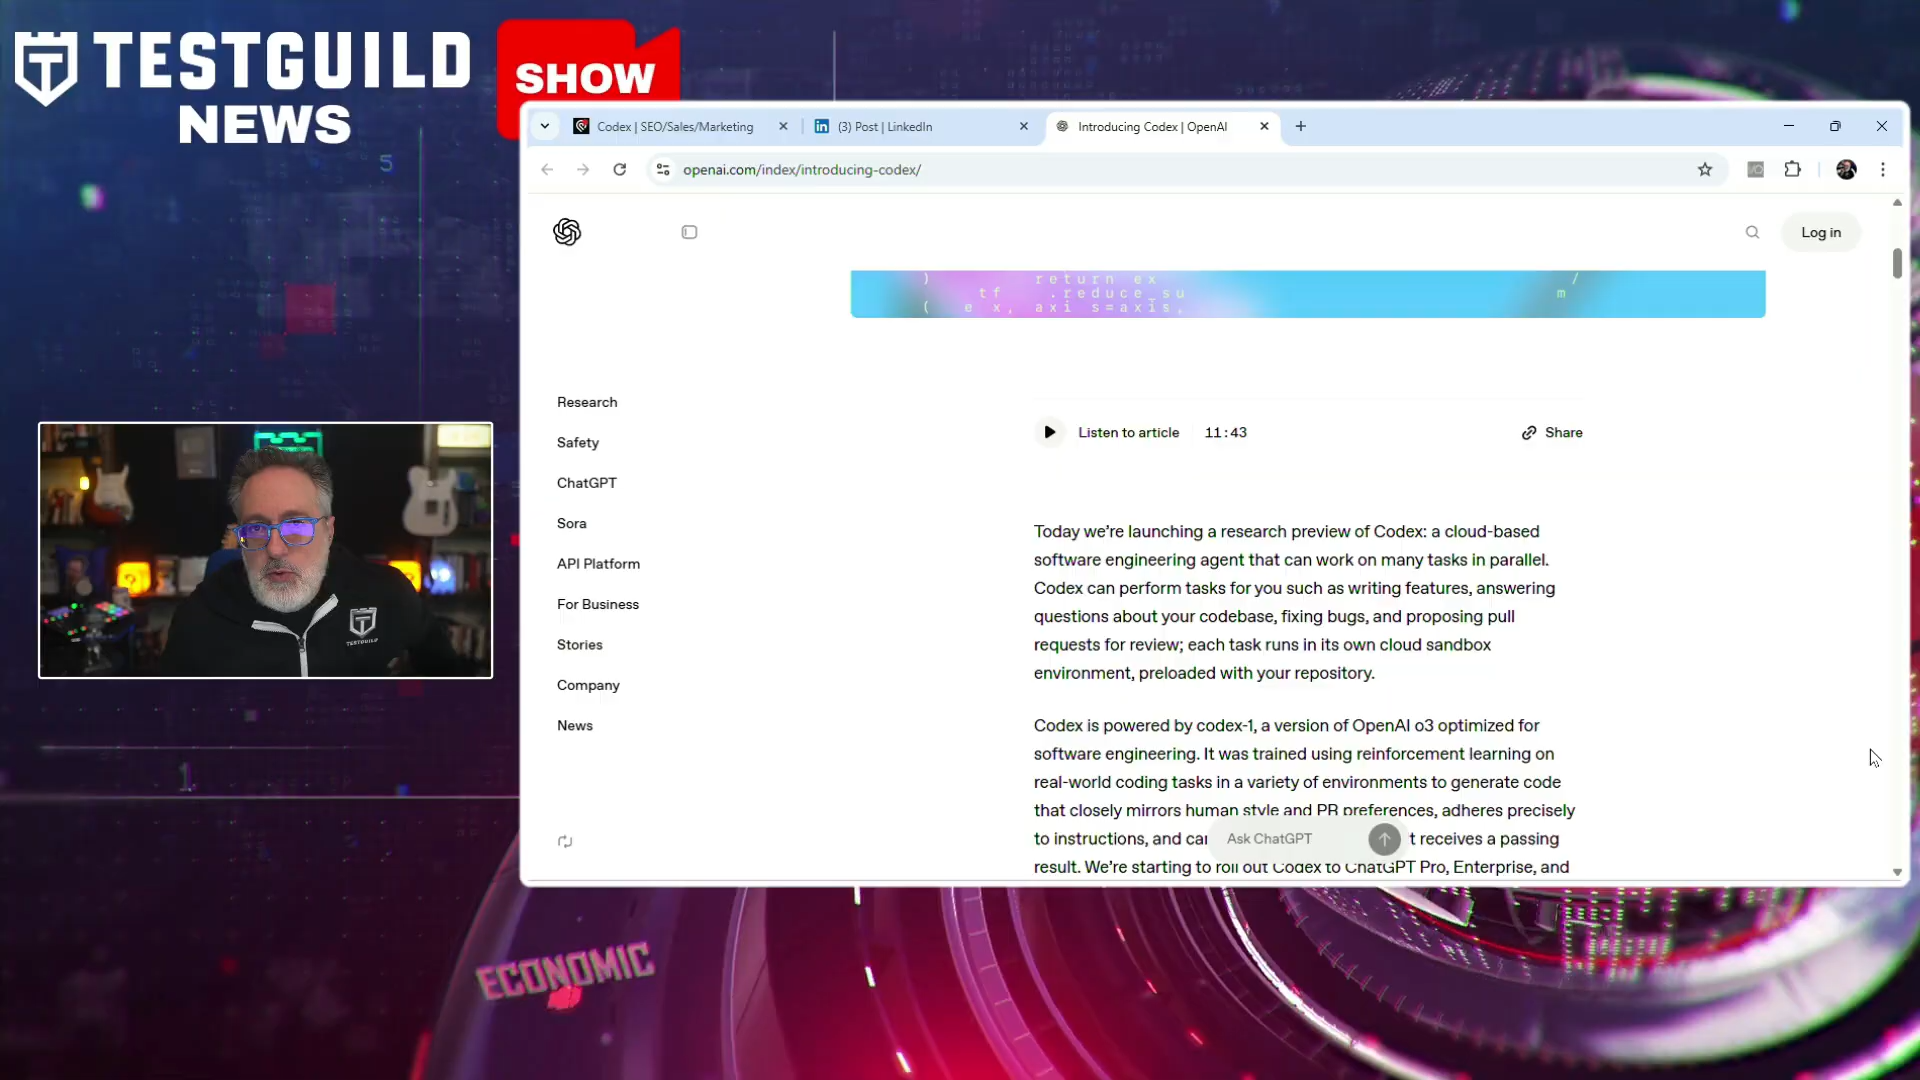 TESTGUILD
NEWS
SHOW
Codex | SEO/Sales/Marketing
(3) Post | LinkedIn
Introducing Codex | OpenAI
openai.com/index/introducing-codex/
Log in
) return ex /
tf .reduce_su m
( e x, axi s=axis,
Research
Safety
ChatGPT
Sora
API Platform
For Business
Stories
Company
News
Listen to article 11:43
Share
Today we’re launching a research preview of Codex: a cloud-based
software engineering agent that can work on many tasks in parallel.
Codex can perform tasks for you such as writing features, answering
questions about your codebase, fixing bugs, and proposing pull
requests for review; each task runs in its own cloud sandbox
environment, preloaded with your repository.
Codex is powered by codex-1, a version of OpenAI o3 optimized for
software engineering. It was trained using reinforcement learning on
real-world coding tasks in a variety of environments to generate code
that closely mirrors human style and PR preferences, adheres precisely
to instructions, and ca t receives a passing
Ask ChatGPT
result. We’re starting to roll out Codex to ChatGPT Pro, Enterprise, and
TESTGUILD
5
1
ECONOMIC